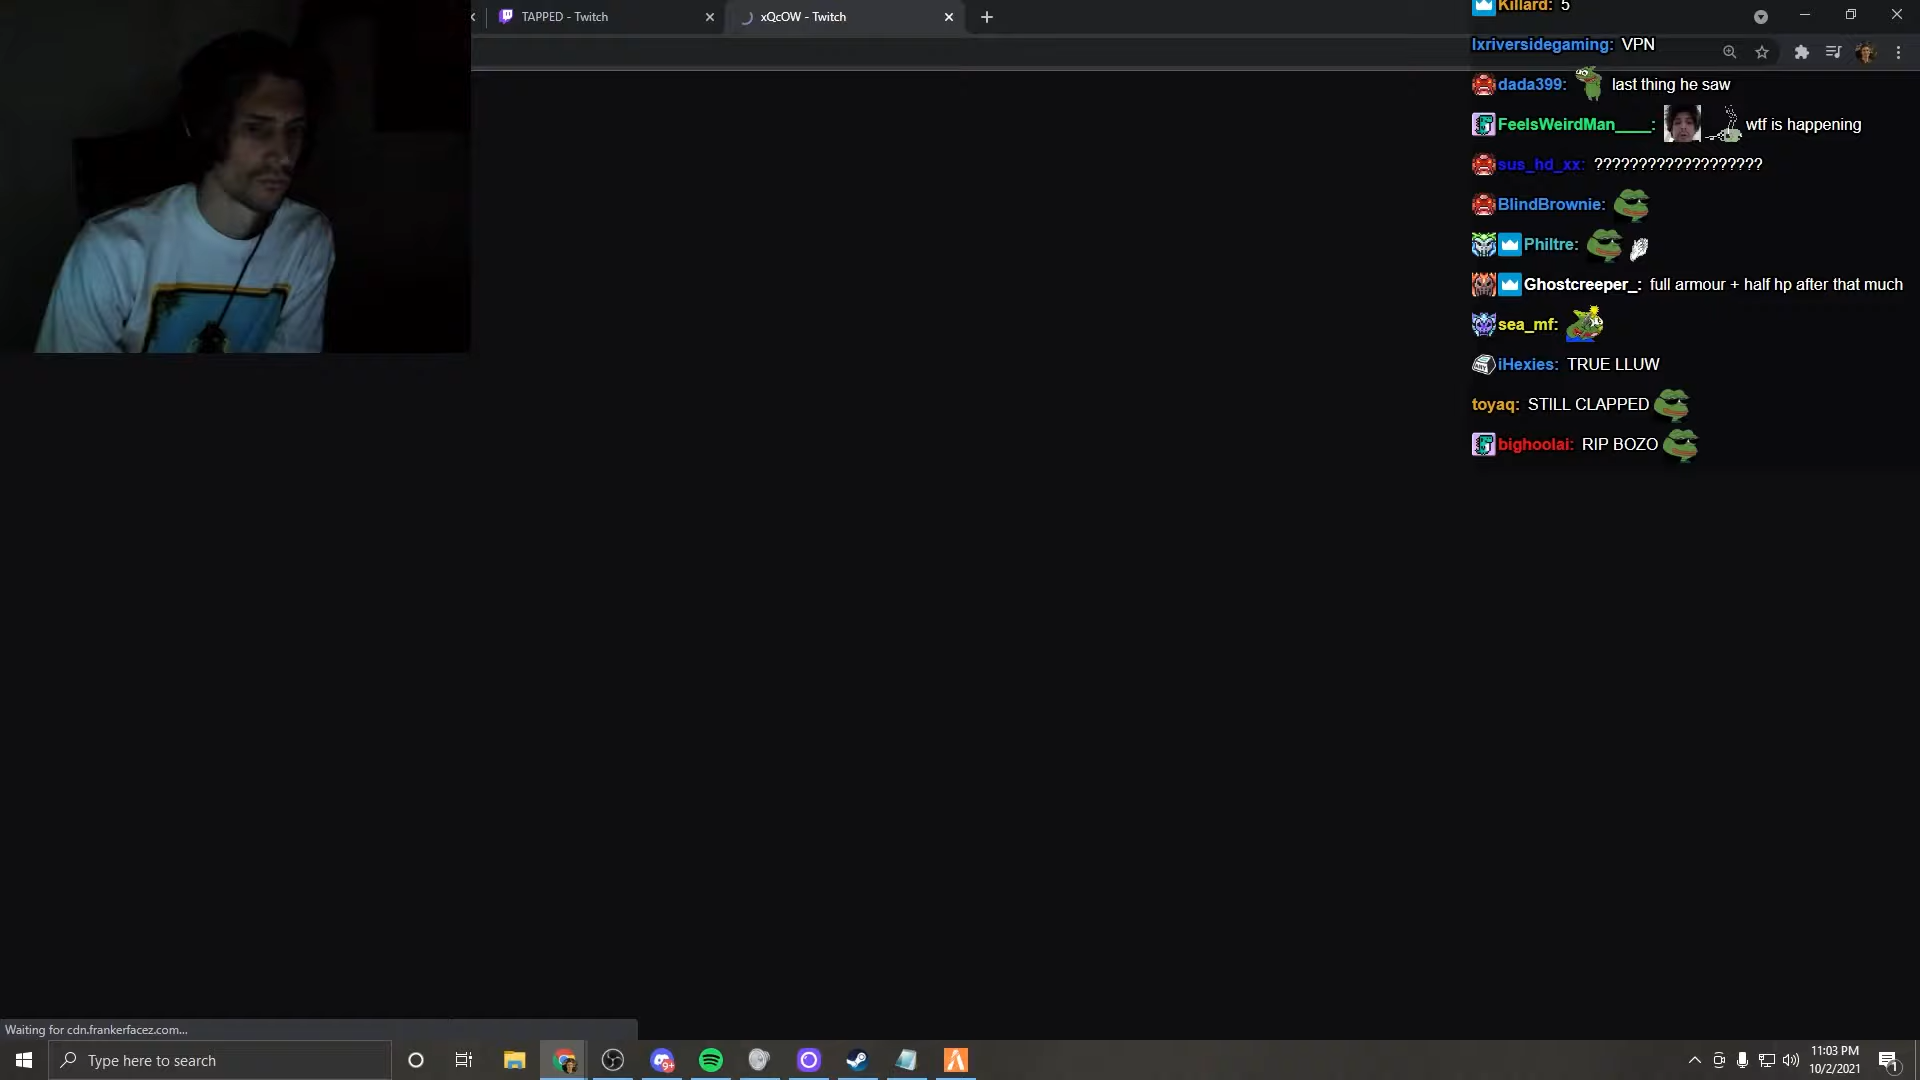 TAPPED - Twitch
xQcOW - Twitch
Killard: 5
lxriversidegaming: VPN
dada399: last thing he saw
FeelsWeirdMan____: wtf is happening
sus_hd_xx: ???????????????????
BlindBrownie:
Philtre:
Ghostcreeper_: full armour + half hp after that much
sea_mf:
iHexies: TRUE LLUW
toyaq: STILL CLAPPED
bighoolai: RIP BOZO
Waiting for cdn.frankerfacez.com...
Type here to search
9+
11:03 PM
10/2/2021
1